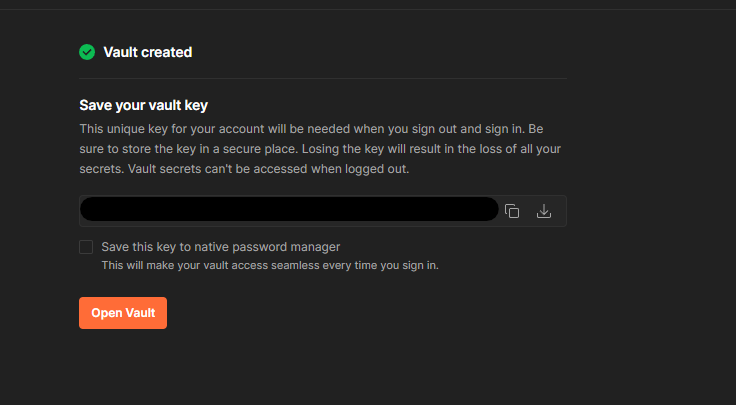 Vault created
Save your vault key
This unique key for your account will be needed when you sign out and sign in. Be
sure to store the key in a secure place. Losing the key will result in the loss of all your
secrets. Vault secrets can't be accessed when logged out.
Save this key to native password manager
This will make your vault access seamless every time you sign in.
Open Vault